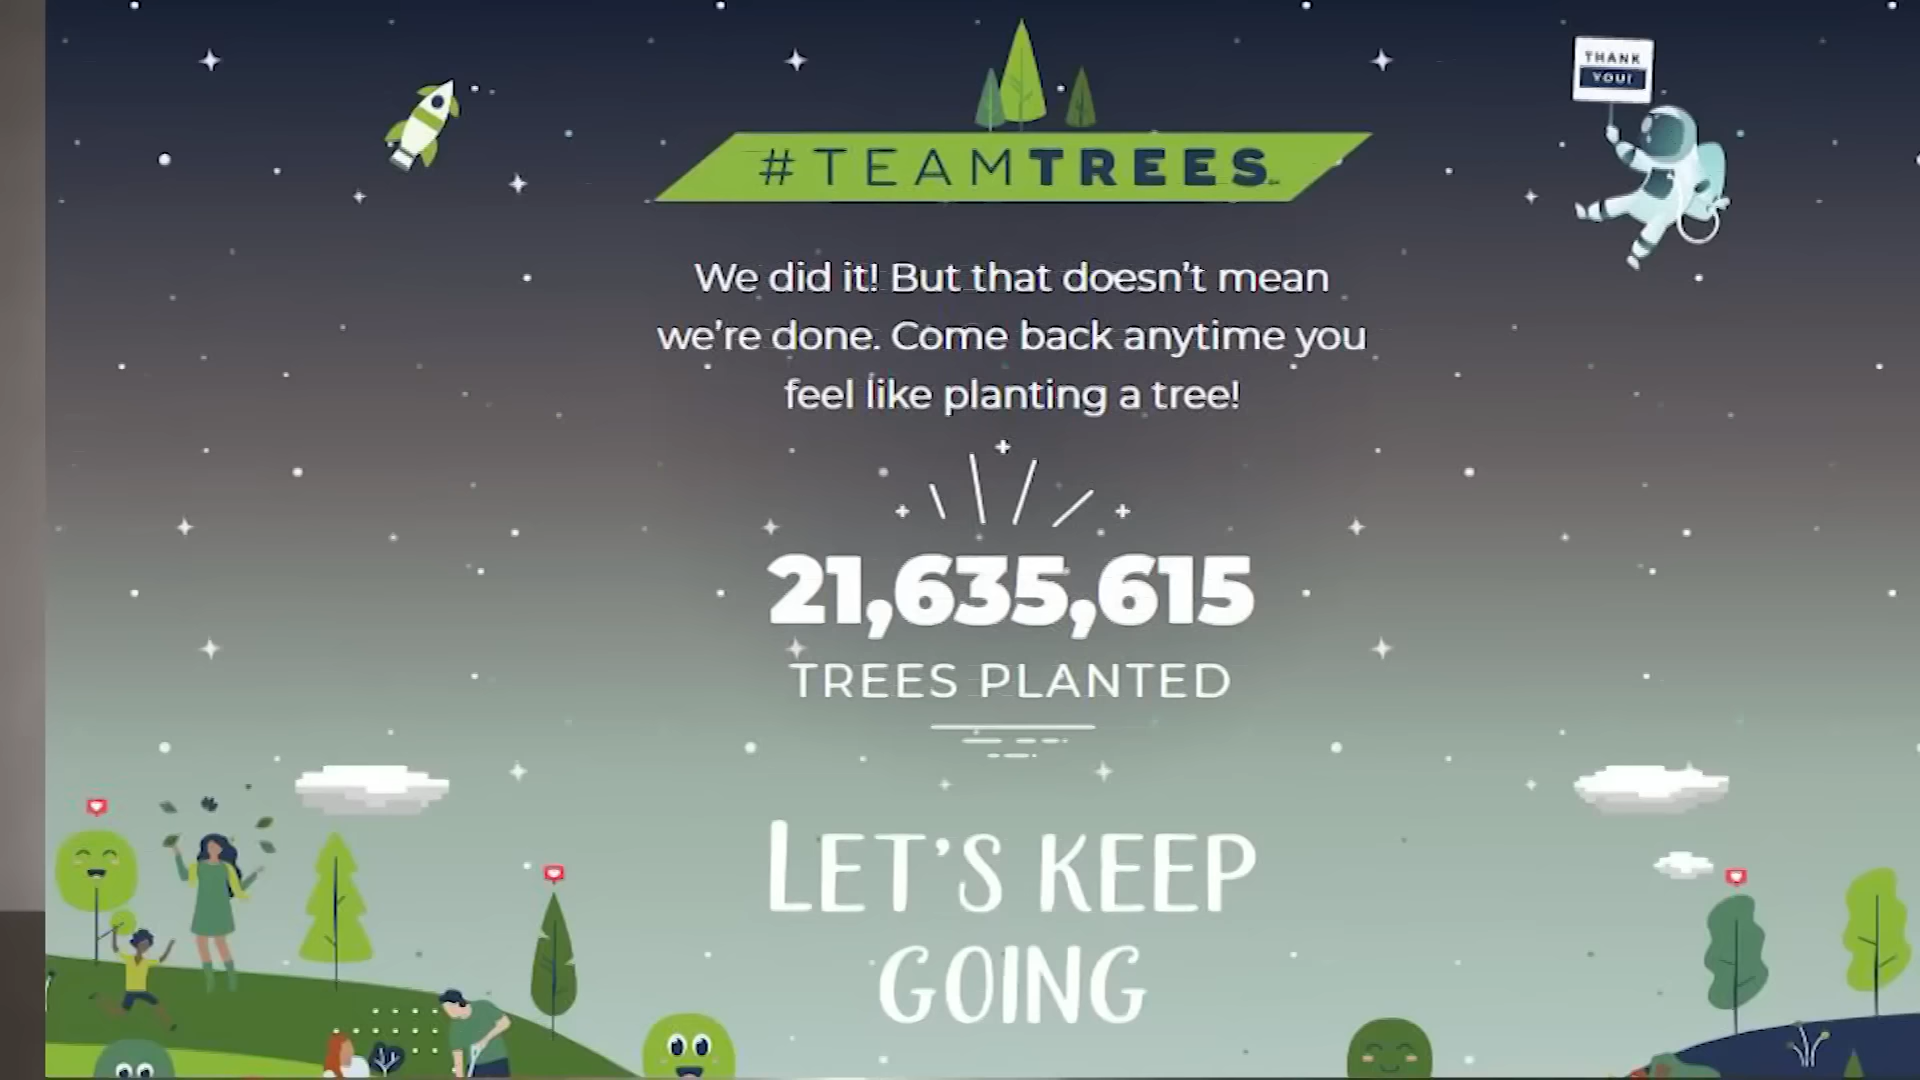 THANK
YOU!
#TEAMTREES
We did it! But that doesn't mean
we're done. Come back anytime you
feel like planting a tree!
21,635,615
TREES PLANTED
LET'S KEEP
GOING